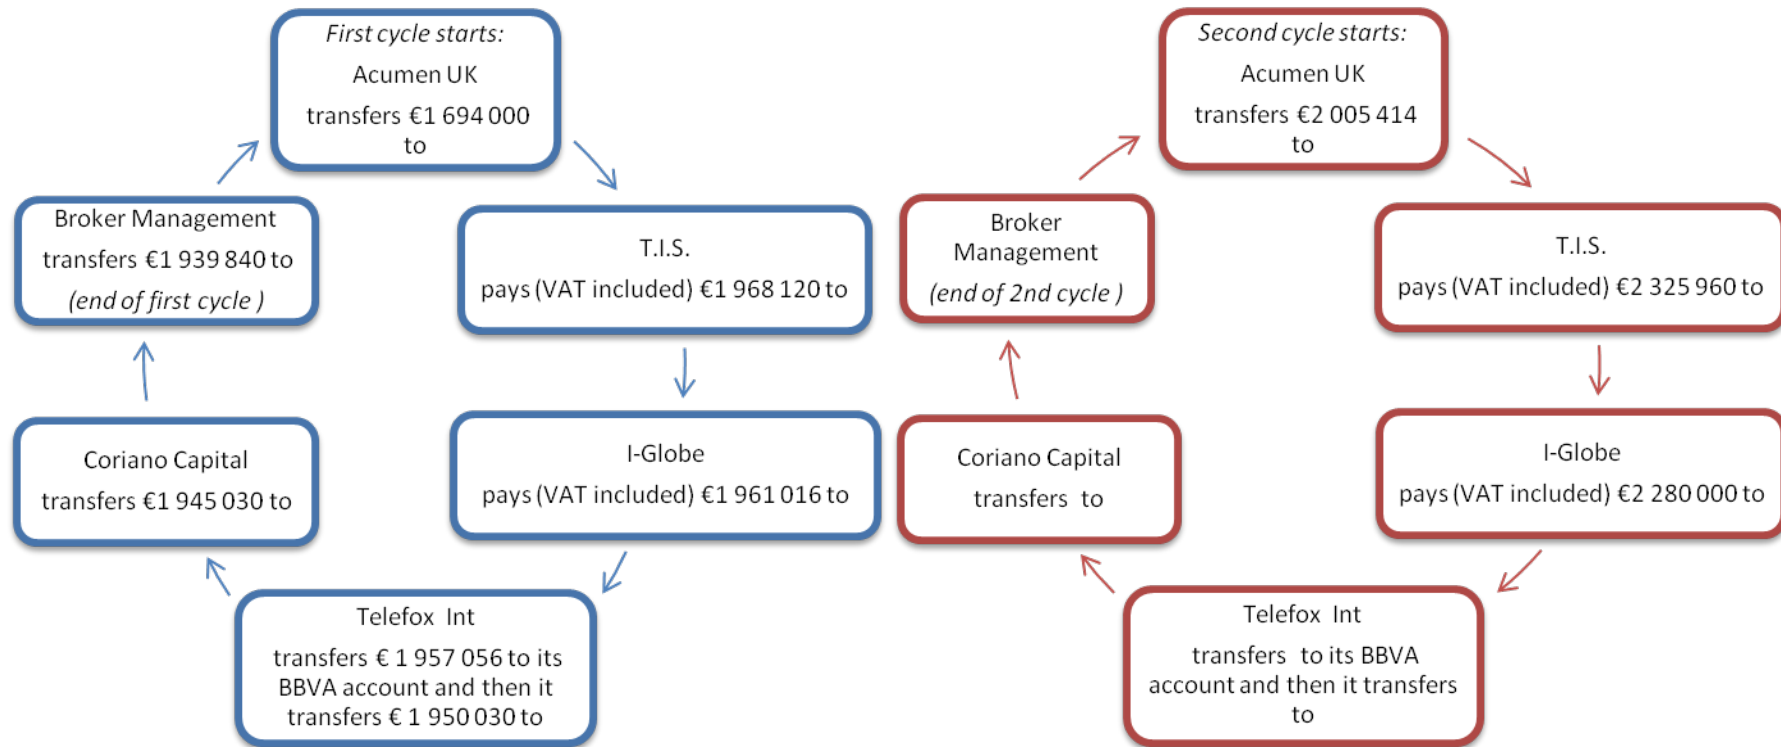 First cycle starts:
Acumen UK
transfers €1 694 000
to
T.I.S.
pays (VAT included) €1 968 120 to
I-Globe
pays (VAT included) €1 961 016 to
Telefox Int
transfers € 1 957 056 to its
BBVA account and then it
transfers € 1 950 030 to
Coriano Capital
transfers €1 945 030 to
Broker Management
transfers €1 939 840 to
(end of first cycle )
Second cycle starts:
Acumen UK
transfers €2 005 414
to
T.I.S.
pays (VAT included) €2 325 960 to
I-Globe
pays (VAT included) €2 280 000 to
Telefox Int
transfers to its BBVA
account and then it transfers
to
Coriano Capital
transfers to
Broker
Management
(end of 2nd cycle )